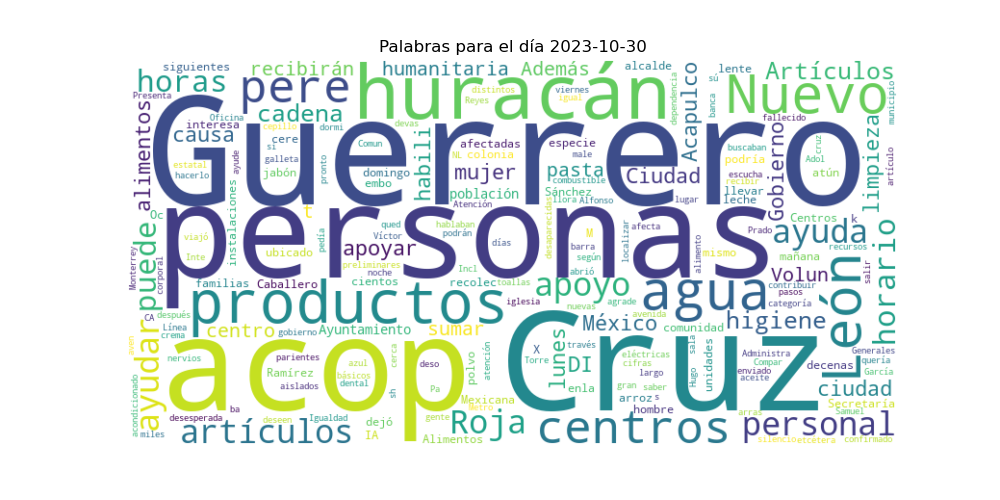 Palabras para el día 2023-10-30
siguientes recibirán humanitaria Además alcalde lente Artículos
horas pere huracán Nuevo
Presenta Oficina cadena distintos viernes Reyes igual sú banca dependencia fallecido municipio
alimentos interesa causa cere Guerrero habili Acapulco Gobierno limpieza
estatal hacerlo ayude si galleta jabón cepillo dormi pronto Comun devas
afectadas especie NL colonia male mujer pasta Ciudad podría buscaban cruz Adol atún artículo
domingo embo población Sánchez combustible escucha recibir llevar leche
instalaciones Oc t personas Atención llora Alfonso lugar Centros k
puede viajó Inte ubicado pedía Víctor qued hablaban podrán días desaparecidas M afecta Prado mismo ayuda recursos mañana
apoyar preliminares noche barra según localizar alimento salir
Monterrey corporal familias Caballero cientos recolec Incl toallas abrió apoyo agua Volun contribuir pasos categoría León horario
productos iglesia agrade nuevas
CA después Línea crema centro gobierno Ayuntamiento sumar avenida México comunidad higiene
ayudar acop Cruz
nervios parientes azul cerca polvo atención X Torre través lunes DI eléctricas cifras sala unidades Administra Compar decenas Generales quería
acondicionado Ramírez aislados básicos dental deso sh Pa enla largo gran saber Hugo enviado aceite ciudad García
desesperada ba Igualdad deseen dejó Mexicana Metro gente arroz s hombre arras Secretaría Samuel
miles artículos IA Alimentos Roja centros personal silencio etcétera confirmado